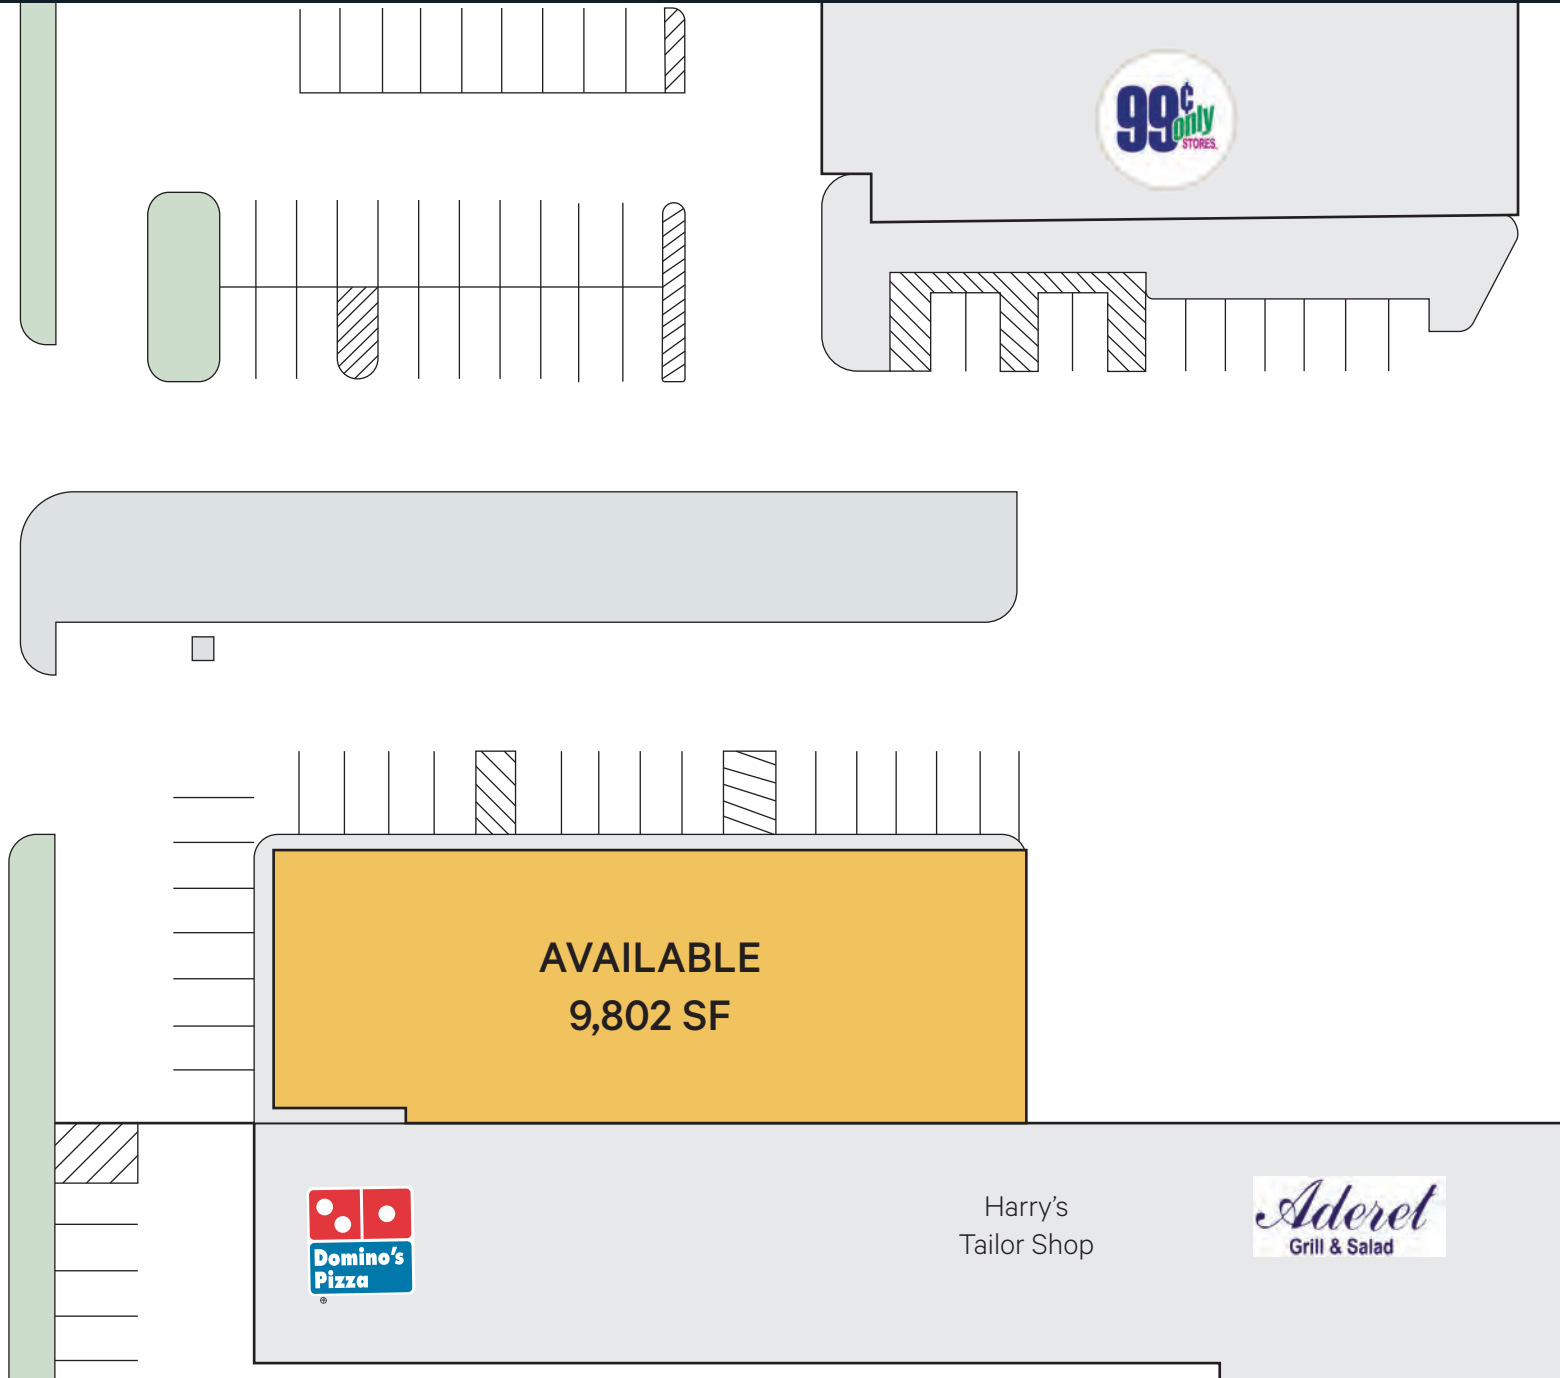 99¢
only
STORES.
AVAILABLE
9,802 SF
Domino's
Pizza
®
Harry's
Tailor Shop
Aderet
Grill & Salad